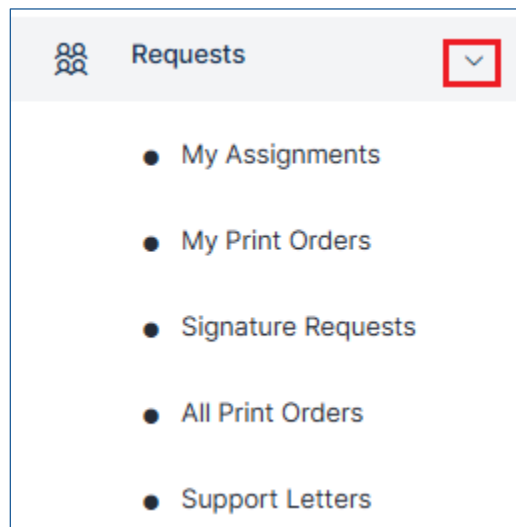 Requests
My Assignments
My Print Orders
Signature Requests
All Print Orders
Support Letters